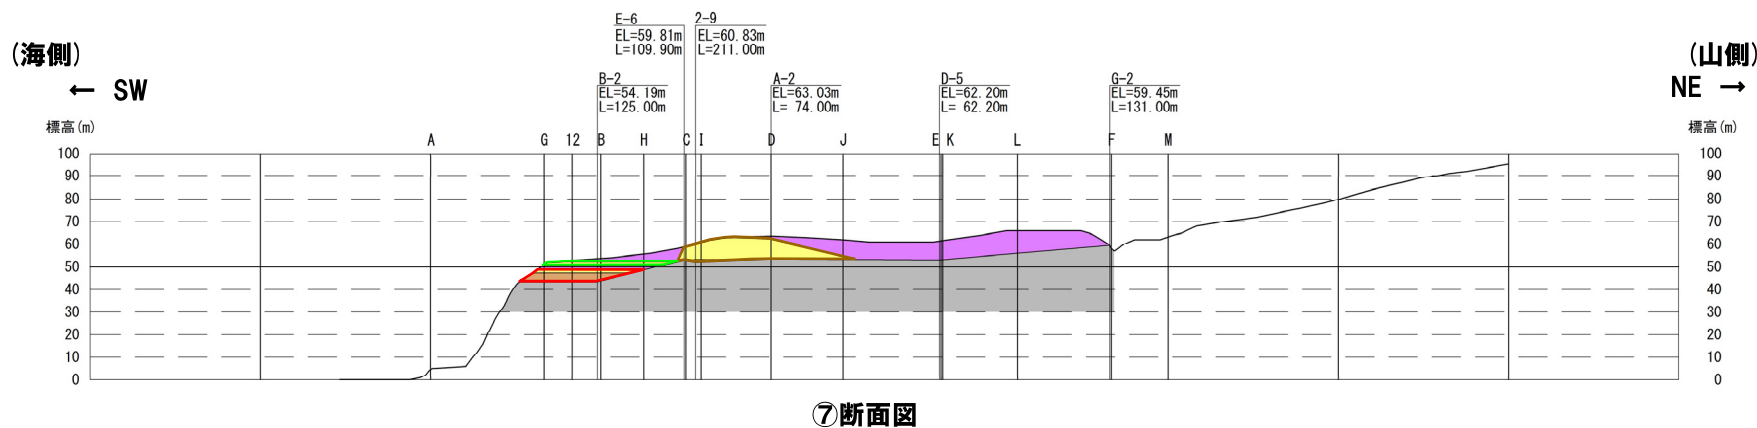 E-6
EL=59.81m
L=109.90m
2-9
EL=60.83m
L=211.00m
(海側)
← SW
(山側)
NE →
B-2
EL=54.19m
L=125.00m
A-2
EL=63.03m
L= 74.00m
D-5
EL=62.20m
L= 62.20m
G-2
EL=59.45m
L=131.00m
標高(m)
標高(m)
A G 12 B H C I D J E K L F M
100 100
90 90
80 80
70 70
60 60
50 50
40 40
30 30
20 20
10 10
0 0
⑦断面図